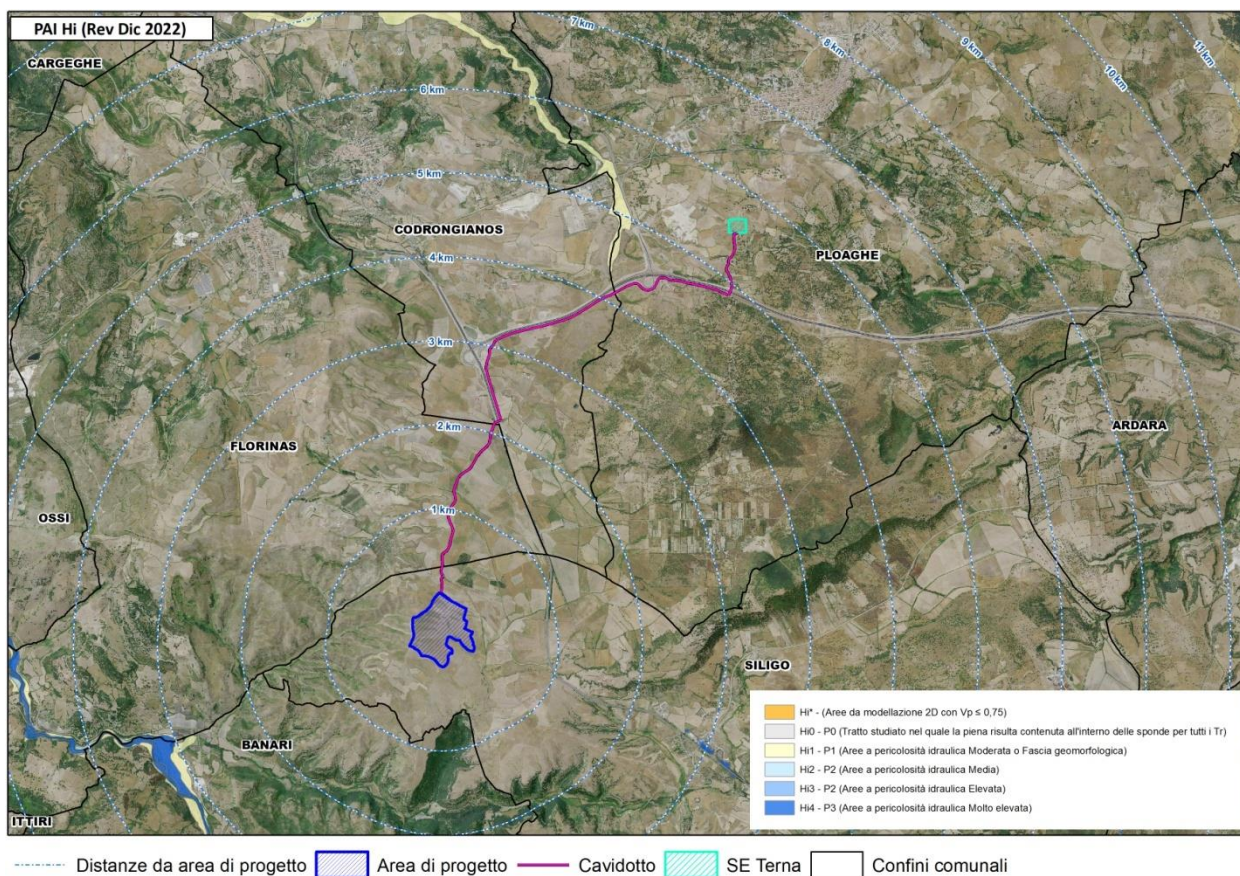 PAI Hi (Rev Dic 2022)
CARGEGHE
7 km
8 km
9 km
10 km
11 km
6 km
5 km
CODRONGIANOS
PLOAGHE
4 km
3 km
FLORINAS
2 km
ARDARA
OSSI
1 km
SILIGO
BANARI
ITTIRI
Hi* - (Aree da modellazione 2D con Vp ≤ 0,75)
Hi0 - P0 (Tratto studiato nel quale la piena risulta contenuta all'interno delle sponde per tutti i Tr)
Hi1 - P1 (Aree a pericolosità idraulica Moderata o Fascia geomorfologica)
Hi2 - P2 (Aree a pericolosità idraulica Media)
Hi3 - P2 (Aree a pericolosità idraulica Elevata)
Hi4 - P3 (Aree a pericolosità idraulica Molto elevata)
Distanze da area di progetto Area di progetto Cavidotto SE Terna Confini comunali